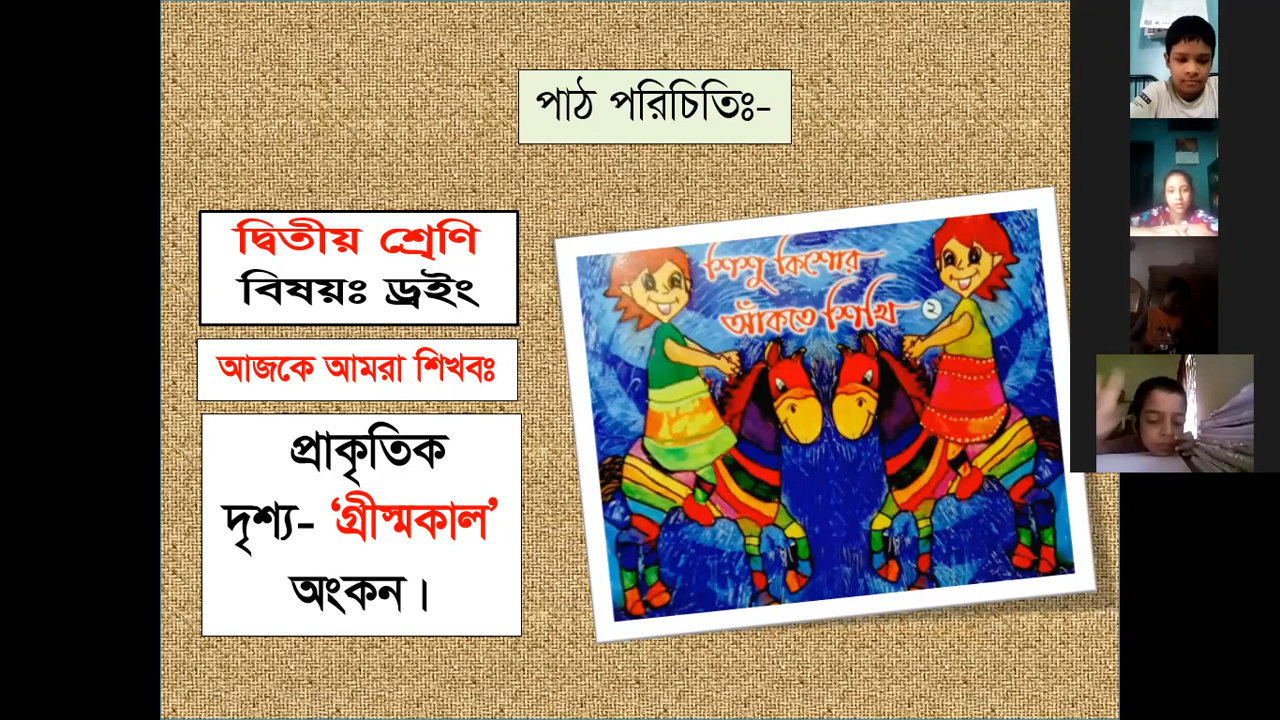 পাঠ পরিচিতিঃ-
দ্বিতীয় শ্রেণি
বিষয়ঃ ড্রইং
আজকে আমরা শিখবঃ
প্রাকৃতিক
দৃশ্য- ‘গ্রীস্মকাল’
অংকন।
শিশু কিশোর
আঁকতে শিখি ২